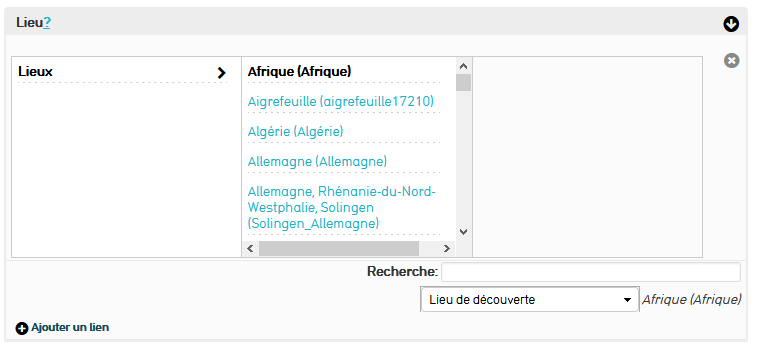 Lieu?
Lieux
Afrique (Afrique)
Aigrefeuille (aigrefeuille17210)
Algérie (Algérie)
Allemagne (Allemagne)
Allemagne, Rhénanie-du-Nord-
Westphalie, Solingen
(Solingen_Allemagne)
Recherche:
Lieu de découverte
Afrique (Afrique)
Ajouter un lien